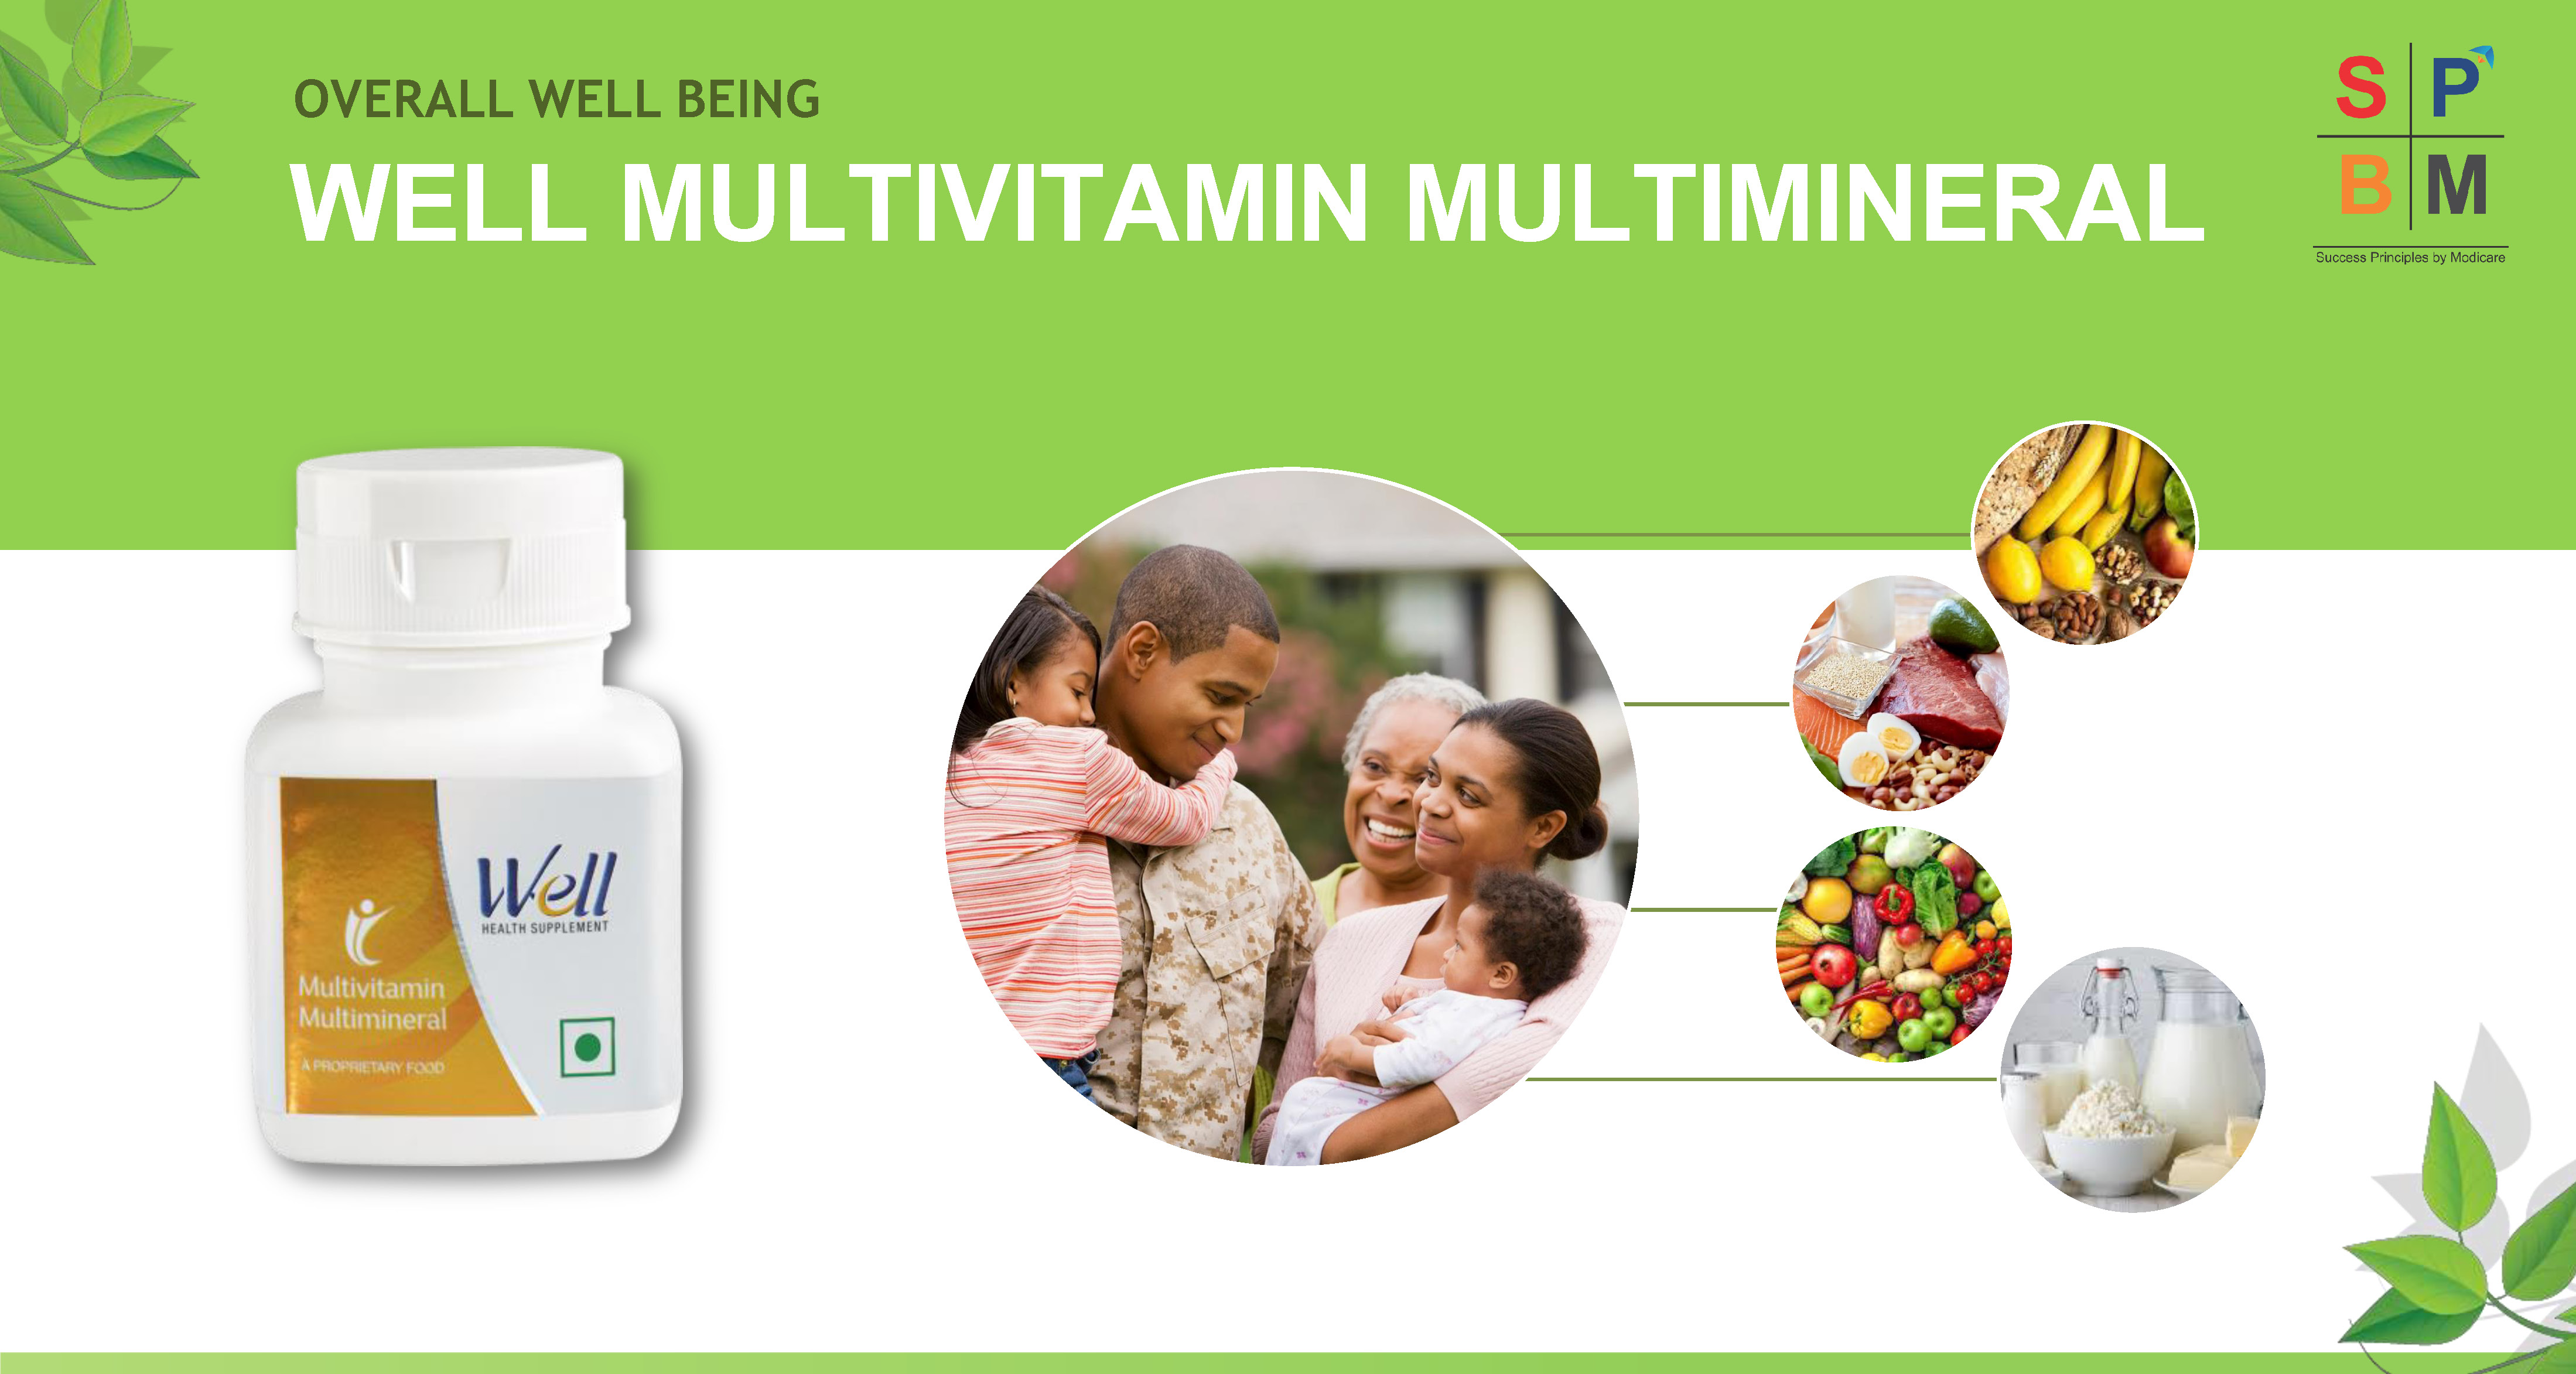 OVERALL WELL BEING
WELL MULTIVITAMIN MULTIMINERAL
S P
B M
Success Principles by Modicare
Well
HEALTH SUPPLEMENT
Multivitamin
Multimineral
A PROPRIETARY FOOD